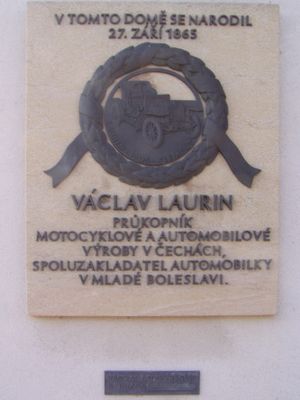 V TOMTO DOMĚ SE NARODIL
27. ZÁŘÍ 1865
VÁCLAV LAURIN
PRŮKOPNÍK
MOTOCYKLOVÉ A AUTOMOBILOVÉ
VÝROBY V ČECHÁCH,
SPOLUZAKLADATEL AUTOMOBILKY
V MLADÉ BOLESLAVI.